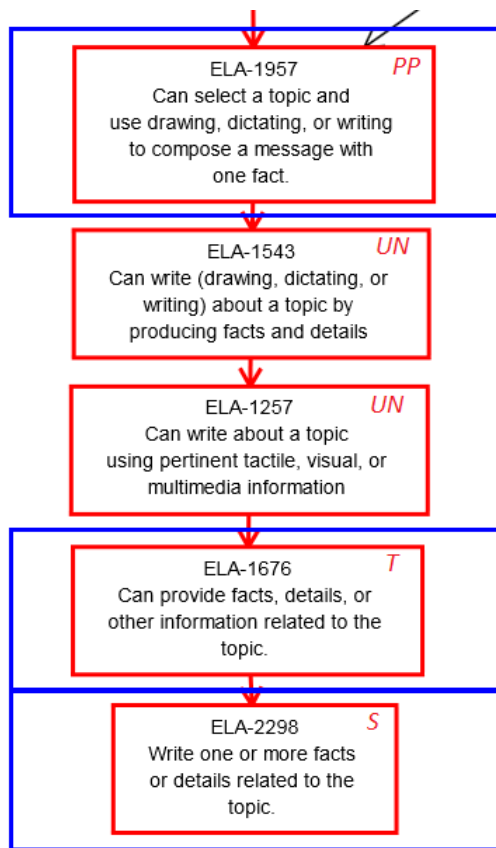 ELA-1957 PP
Can select a topic and
use drawing, dictating, or writing
to compose a message with
one fact.
ELA-1543 UN
Can write (drawing, dictating, or
writing) about a topic by
producing facts and details
ELA-1257 UN
Can write about a topic
using pertinent tactile, visual, or
multimedia information
ELA-1676 T
Can provide facts, details, or
other information related to the
topic.
ELA-2298 S
Write one or more facts
or details related to the
topic.